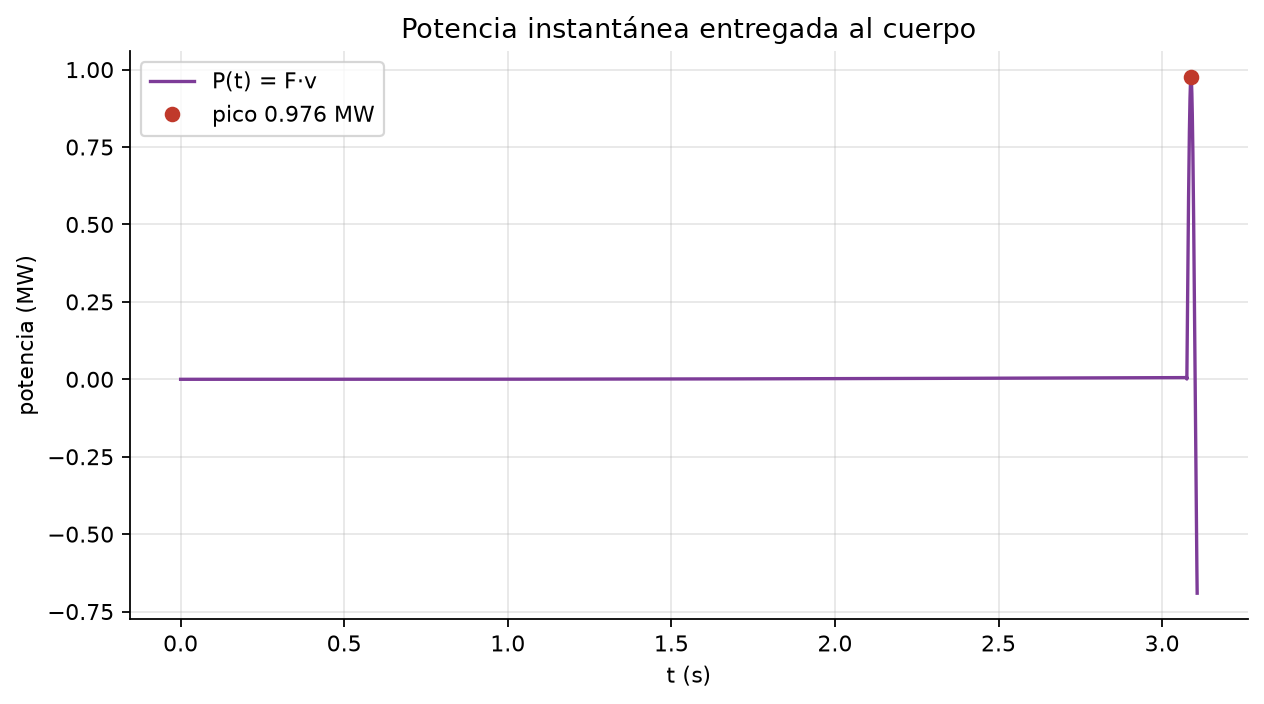 Potencia instantánea entregada al cuerpo
P(t) = F·v
pico 0.976 MW
potencia (MW)
1.00
0.75
0.50
0.25
0.00
−0.25
−0.50
−0.75
0.0 0.5 1.0 1.5 2.0 2.5 3.0
t (s)